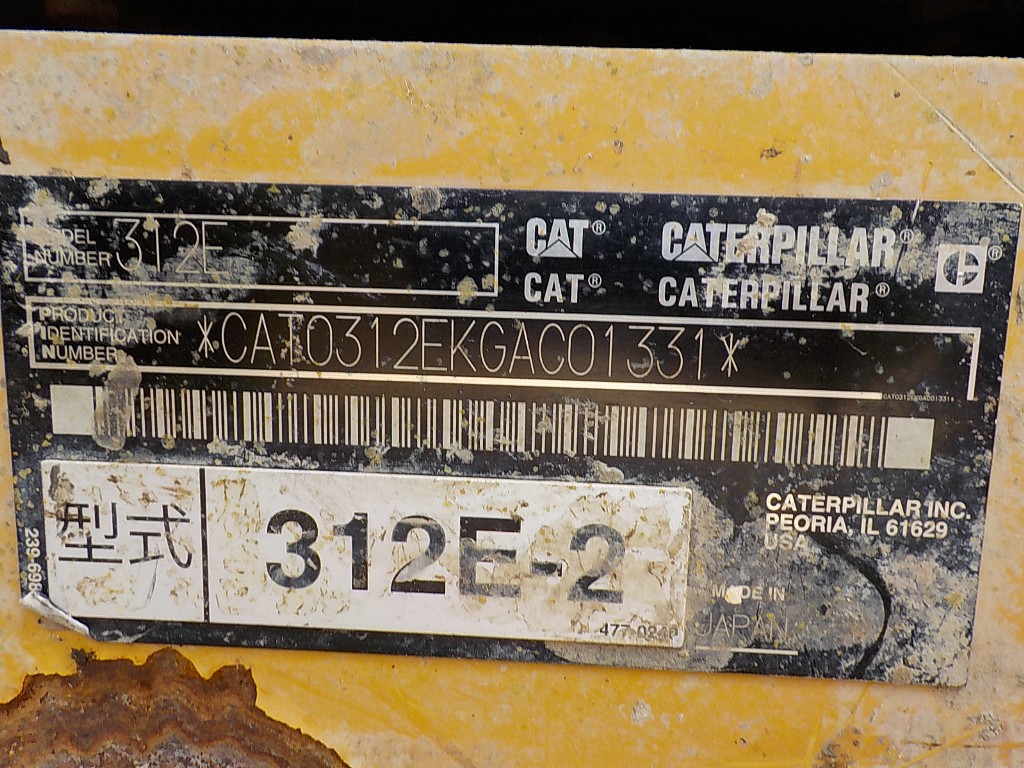 MODEL
NUMBER 312E
CAT® CATERPILLAR® ®
CAT® CATERPILLAR®
PRODUCT
IDENTIFICATION
NUMBER *CAT0312EKGAC01331*
*CAT0312EKGAC01331*
型式 312E-2
CATERPILLAR INC.
PEORIA, IL 61629
USA
MADE IN
JAPAN